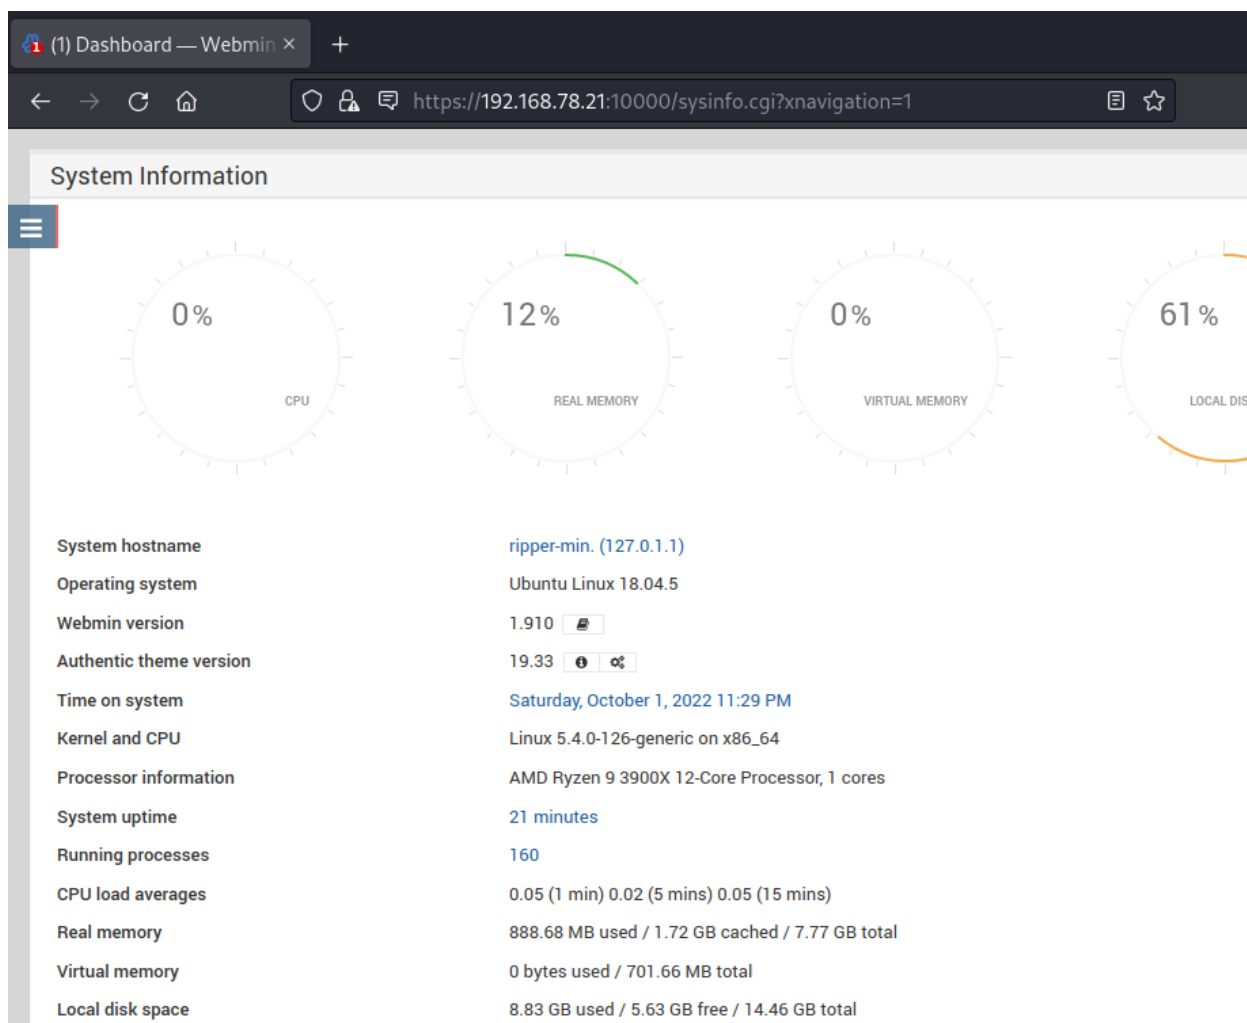 (1) Dashboard — Webmin
https://192.168.78.21:10000/sysinfo.cgi?xnavigation=1
System Information
0% 12% 0% 61%
CPU REAL MEMORY VIRTUAL MEMORY LOCAL DIS
System hostname ripper-min. (127.0.1.1)
Operating system Ubuntu Linux 18.04.5
Webmin version 1.910
Authentic theme version 19.33
Time on system Saturday, October 1, 2022 11:29 PM
Kernel and CPU Linux 5.4.0-126-generic on x86_64
Processor information AMD Ryzen 9 3900X 12-Core Processor, 1 cores
System uptime 21 minutes
Running processes 160
CPU load averages 0.05 (1 min) 0.02 (5 mins) 0.05 (15 mins)
Real memory 888.68 MB used / 1.72 GB cached / 7.77 GB total
Virtual memory 0 bytes used / 701.66 MB total
Local disk space 8.83 GB used / 5.63 GB free / 14.46 GB total